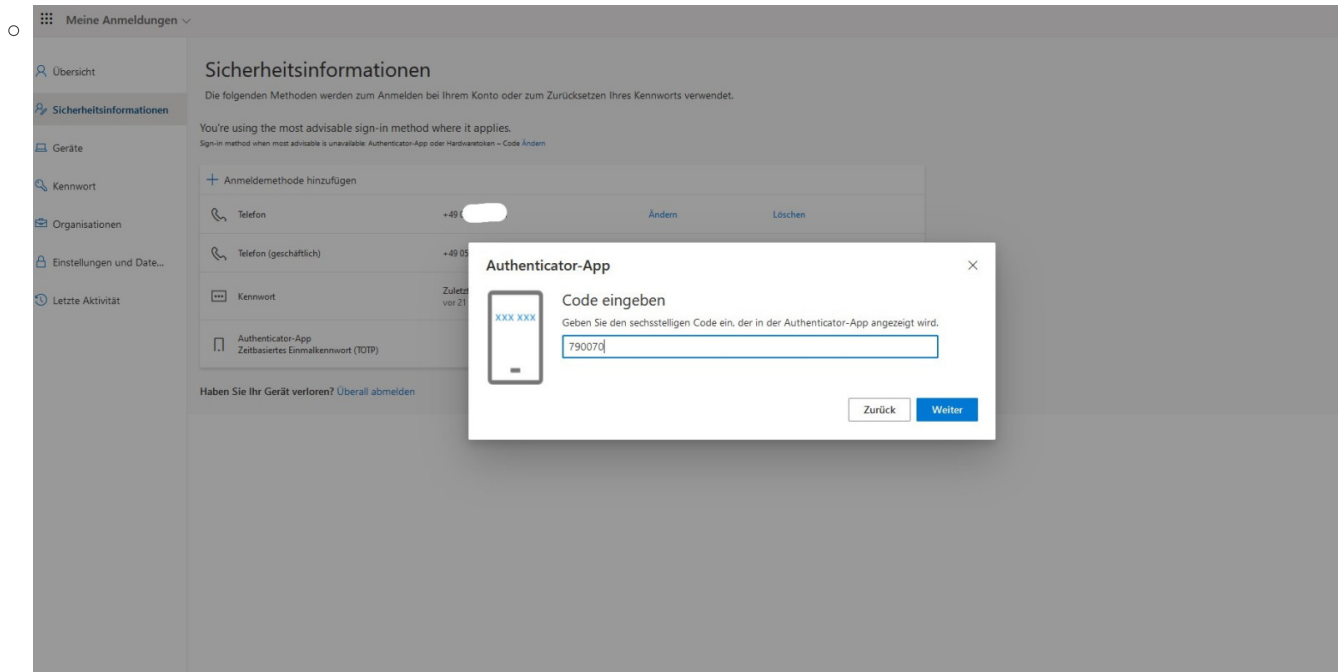 Meine Anmeldungen
Übersicht
Sicherheitsinformationen
Geräte
Kennwort
Organisationen
Einstellungen und Date...
Letzte Aktivität
Sicherheitsinformationen
Die folgenden Methoden werden zum Anmelden bei Ihrem Konto oder zum Zurücksetzen Ihres Kennworts verwendet.
You're using the most advisable sign-in method where it applies.
Sign-in method when most advisable is unavailable: Authenticator-App oder Hardwaretoken – Code Ändern
+ Anmeldemethode hinzufügen
Telefon +49 Ändern Löschen
Telefon (geschäftlich) +49 05
Kennwort Zuletzt
vor 21
Authenticator-App
Zeitbasiertes Einmalkennwort (TOTP)
Haben Sie Ihr Gerät verloren? Überall abmelden
Authenticator-App
XXX XXX
Code eingeben
Geben Sie den sechsstelligen Code ein, der in der Authenticator-App angezeigt wird.
790070
Zurück Weiter